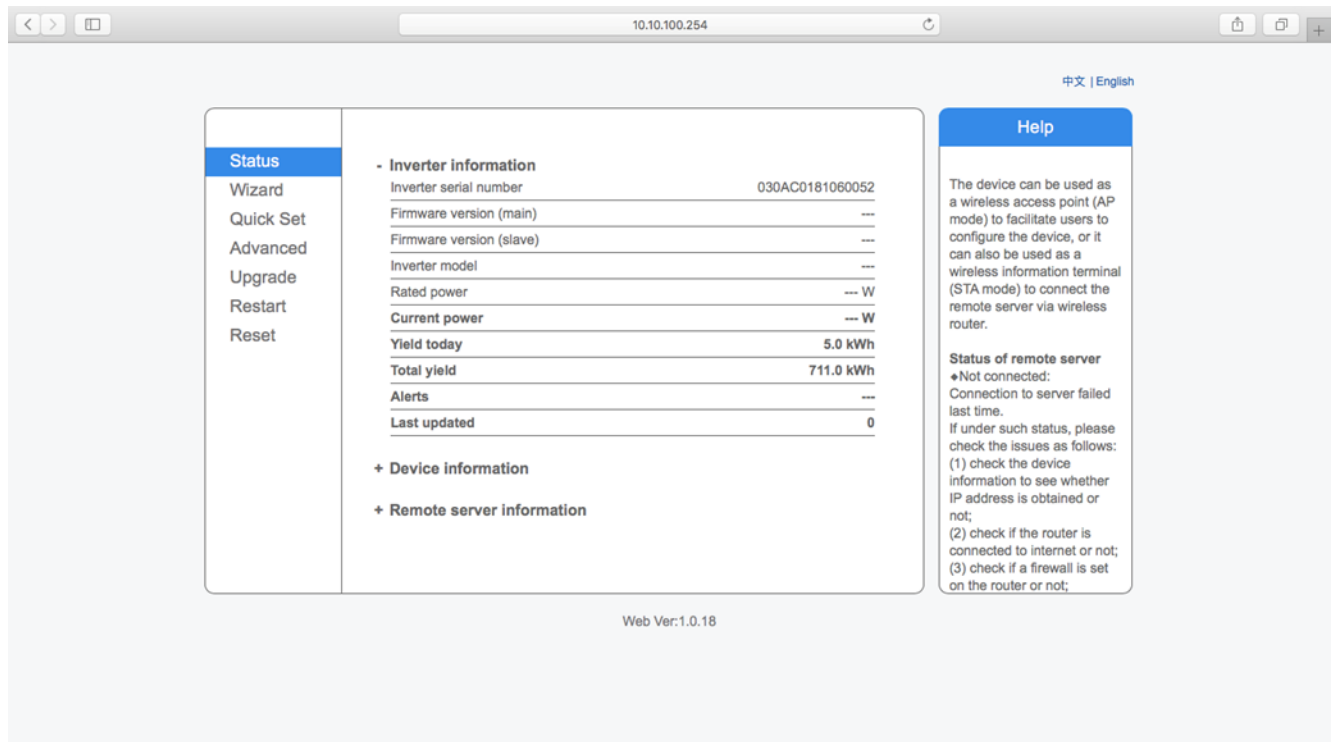 10.10.100.254
中文 | English
Status
Wizard
Quick Set
Advanced
Upgrade
Restart
Reset
- Inverter information
Inverter serial number 030AC0181060052
Firmware version (main) ---
Firmware version (slave) ---
Inverter model ---
Rated power --- W
Current power --- W
Yield today 5.0 kWh
Total yield 711.0 kWh
Alerts ---
Last updated 0
+ Device information
+ Remote server information
Help
The device can be used as
a wireless access point (AP
mode) to facilitate users to
configure the device, or it
can also be used as a
wireless information terminal
(STA mode) to connect the
remote server via wireless
router.
Status of remote server
◆Not connected:
Connection to server failed
last time.
If under such status, please
check the issues as follows:
(1) check the device
information to see whether
IP address is obtained or
not;
(2) check if the router is
connected to internet or not;
(3) check if a firewall is set
on the router or not;
Web Ver:1.0.18